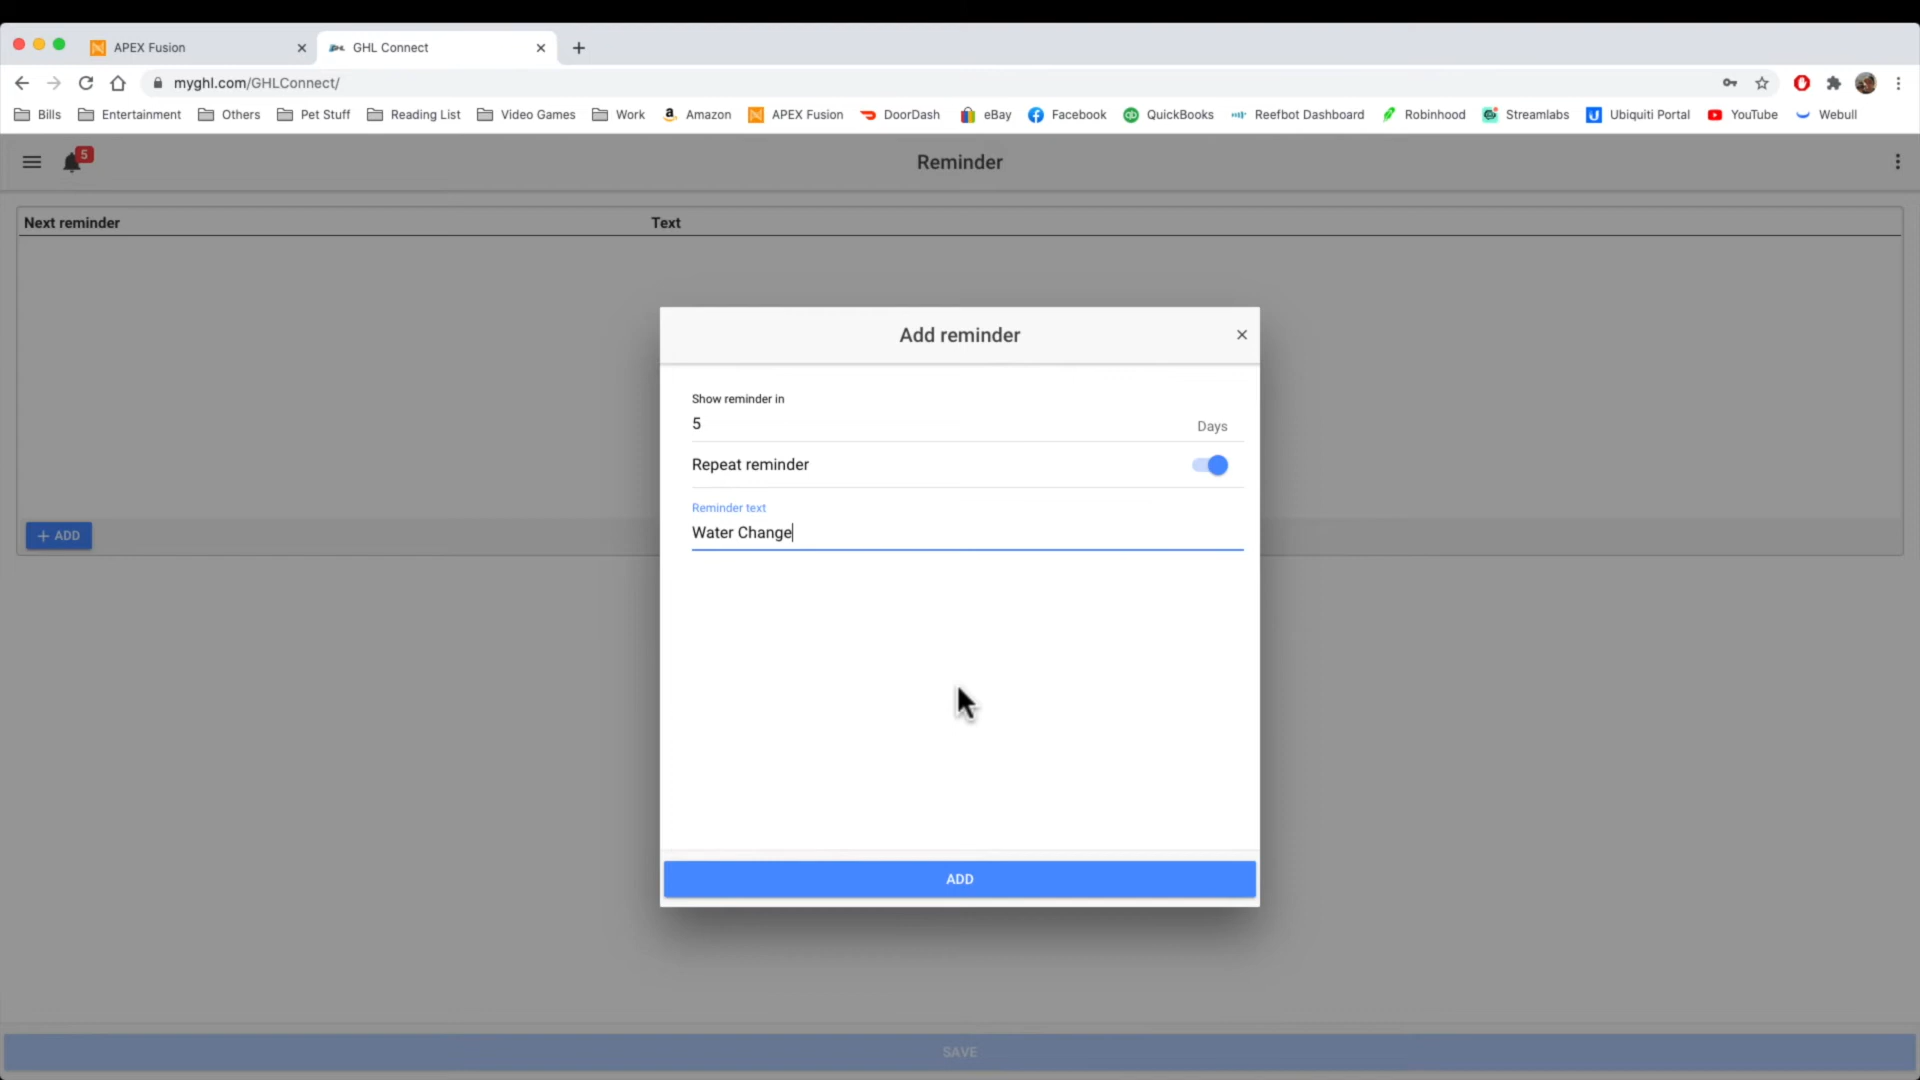 APEX Fusion
GHL Connect
myghl.com/GHLConnect/
Bills Entertainment Others Pet Stuff Reading List Video Games Work Amazon APEX Fusion DoorDash eBay Facebook QuickBooks Reefbot Dashboard Robinhood Streamlabs Ubiquiti Portal YouTube Webull
5
Reminder
Next reminder Text
Add reminder
Show reminder in
5 Days
Repeat reminder
Reminder text
Water Change
+ ADD
ADD
SAVE